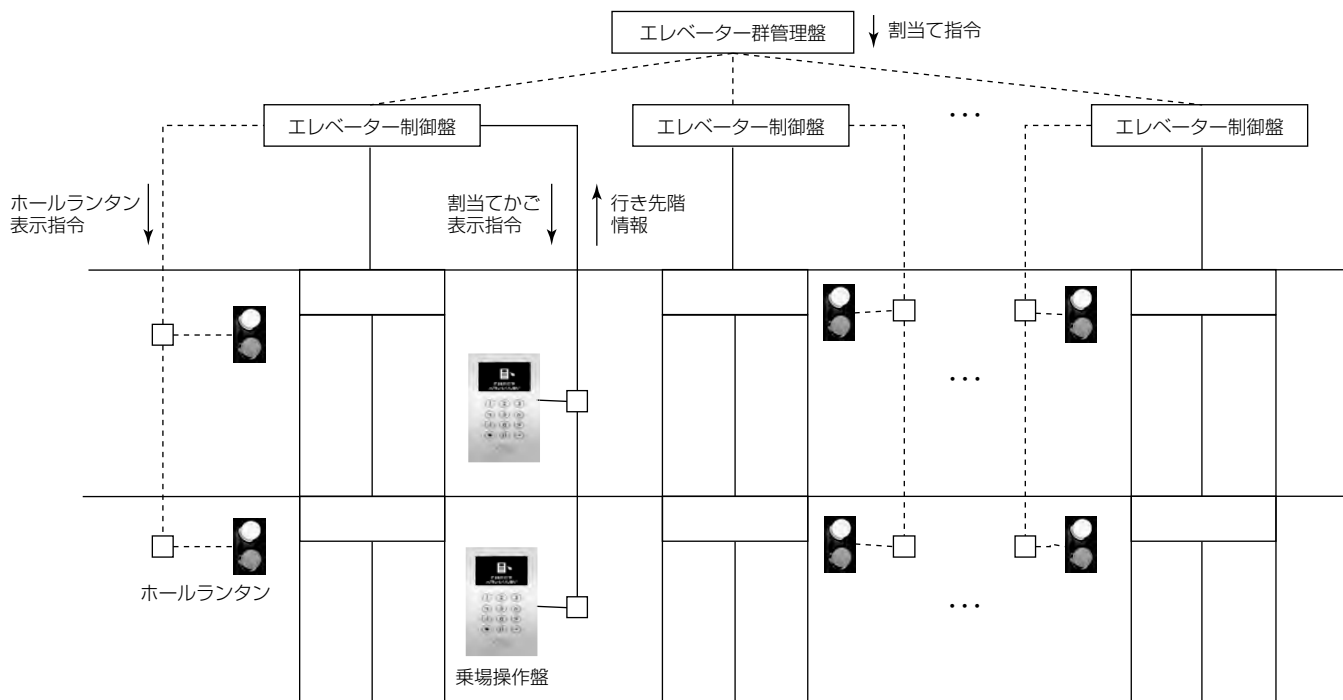 エレベーター群管理盤
割当て指令
エレベーター制御盤
エレベーター制御盤
・・・
エレベーター制御盤
ホールランタン
表示指令
割当てかご
表示指令
行き先階
情報
・・・
ホールランタン
・・・
乗場操作盤